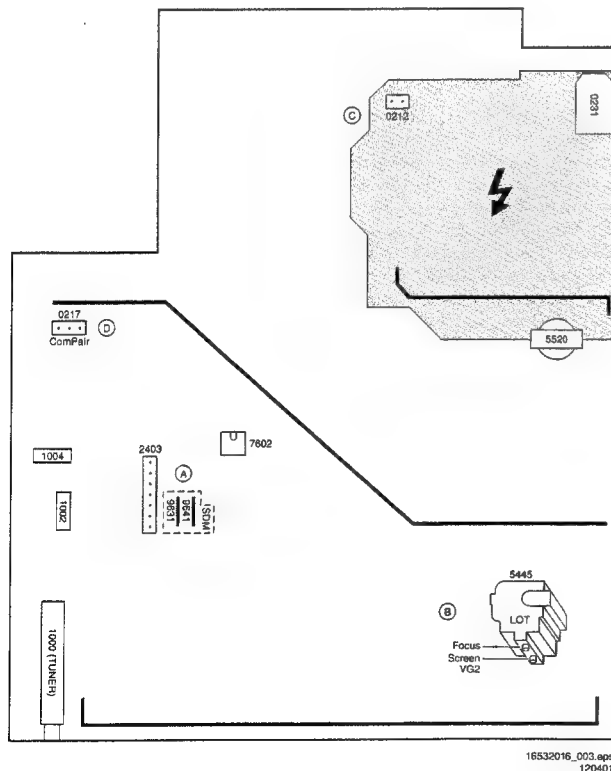 C
0212
0231
0217
D
ComPair
5520
1004
2403
7602
A
1002
9631
9641
(SDM)
5445
B
LOT
Focus
Screen
VG2
1000 (TUNER)
16532016_003.eps
120401